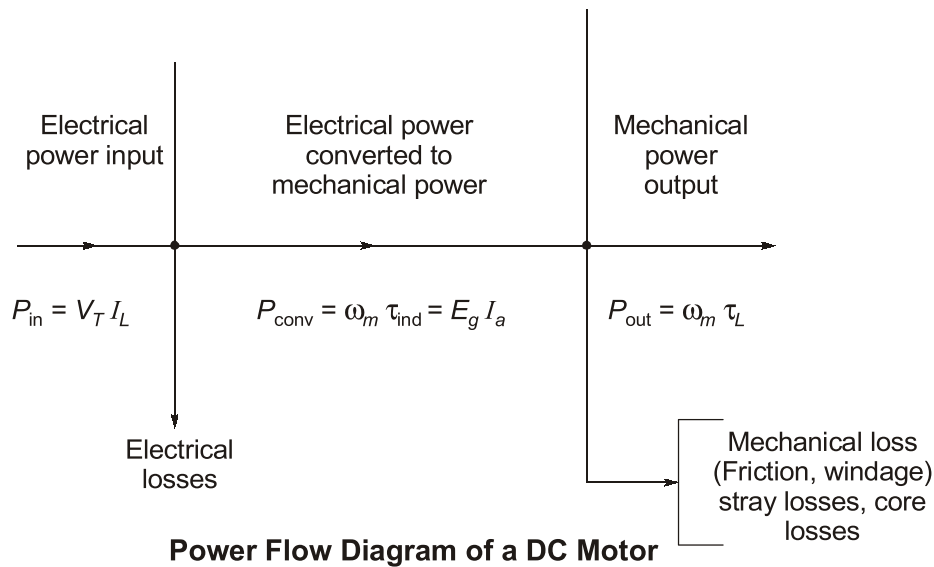 Electrical
power input
Electrical power
converted to
mechanical power
Mechanical
power
output
P_in = V_T I_L
P_conv = ω_m τ_ind = E_g I_a
P_out = ω_m τ_L
Electrical
losses
Mechanical loss
(Friction, windage)
stray losses, core
losses
Power Flow Diagram of a DC Motor